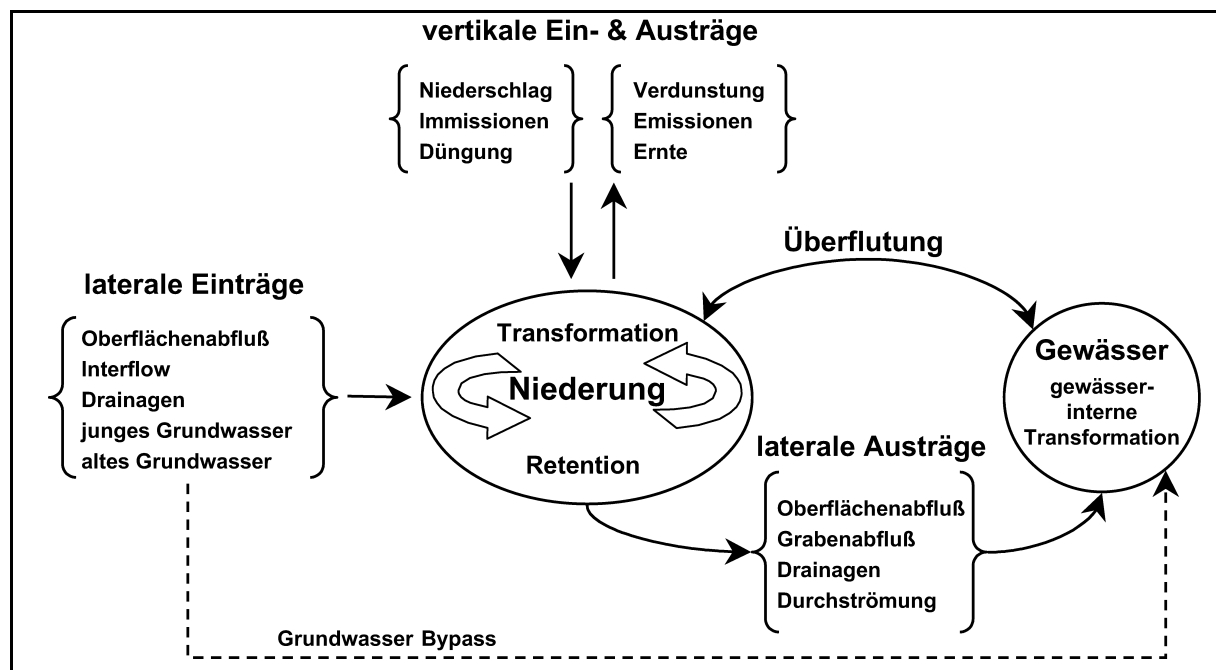 vertikale Ein- & Austräge
Niederschlag
Immissionen
Düngung
Verdunstung
Emissionen
Ernte
Überflutung
laterale Einträge
Oberflächenabfluß
Interflow
Drainagen
junges Grundwasser
altes Grundwasser
Transformation
Niederung
Retention
Gewässer
gewässer-
interne
Transformation
laterale Austräge
Oberflächenabfluß
Grabenabfluß
Drainagen
Durchströmung
Grundwasser Bypass